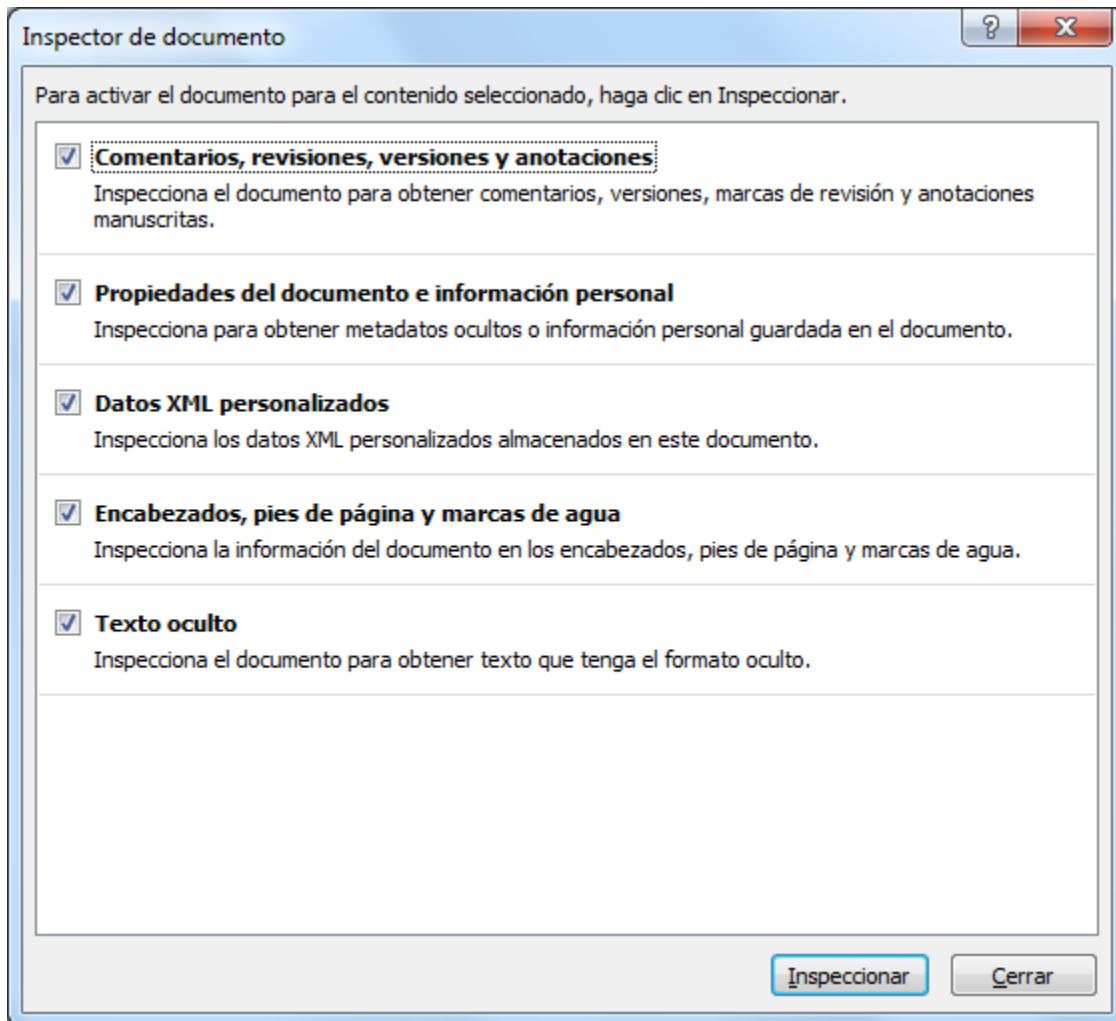 Inspector de documento
Para activar el documento para el contenido seleccionado, haga clic en Inspeccionar.
Comentarios, revisiones, versiones y anotaciones
Inspecciona el documento para obtener comentarios, versiones, marcas de revisión y anotaciones
manuscritas.
Propiedades del documento e información personal
Inspecciona para obtener metadatos ocultos o información personal guardada en el documento.
Datos XML personalizados
Inspecciona los datos XML personalizados almacenados en este documento.
Encabezados, pies de página y marcas de agua
Inspecciona la información del documento en los encabezados, pies de página y marcas de agua.
Texto oculto
Inspecciona el documento para obtener texto que tenga el formato oculto.
Inspeccionar Cerrar